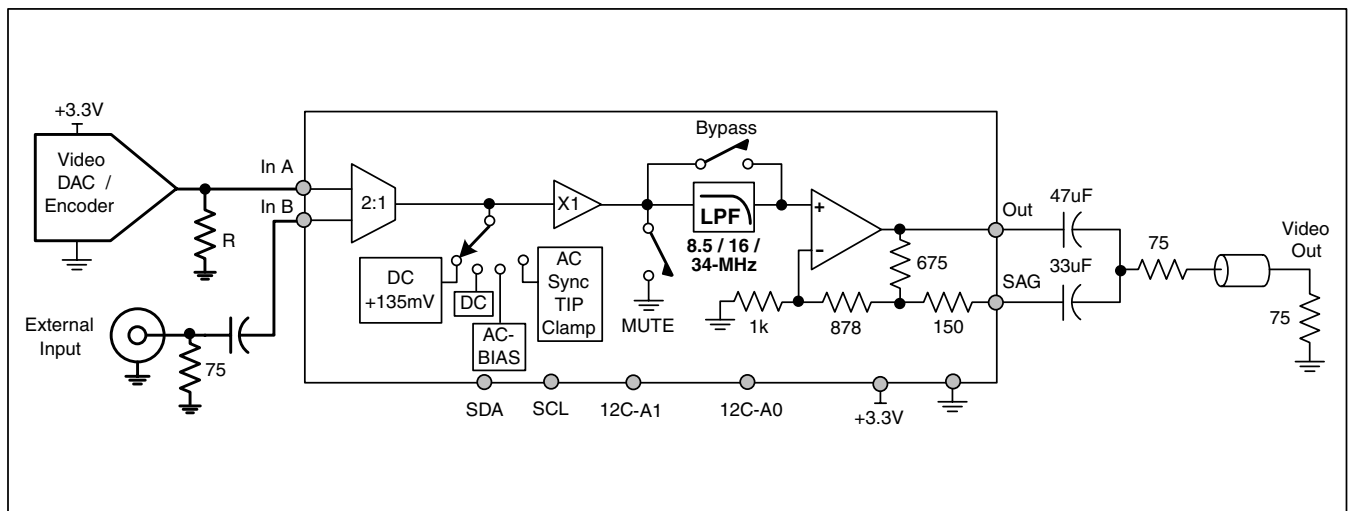 +3.3V
Video
DAC /
Encoder
R
External
Input
75
In A
In B
2:1
DC
+135mV
DC
AC-
BIAS
AC
Sync
TIP
Clamp
X1
MUTE
Bypass
LPF
8.5 / 16 /
34-MHz
+
-
1k
878
675
150
Out
SAG
47uF
33uF
75
Video
Out
75
SDA
SCL
12C-A1
12C-A0
+3.3V